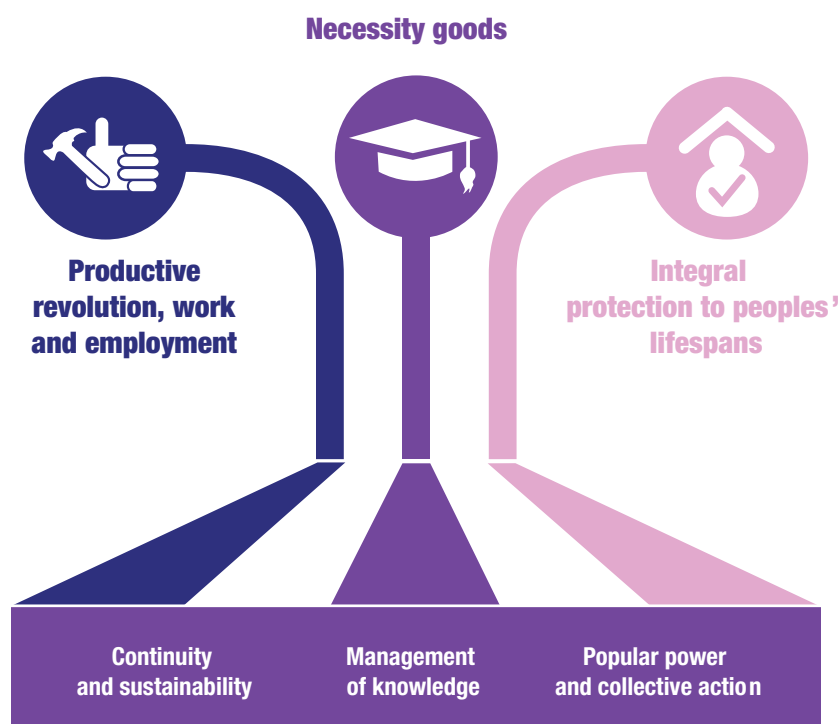 Necessity goods
Productive
revolution, work
and employment
Integral
protection to peoples’
lifespans
Continuity
and sustainability
Management
of knowledge
Popular power
and collective action